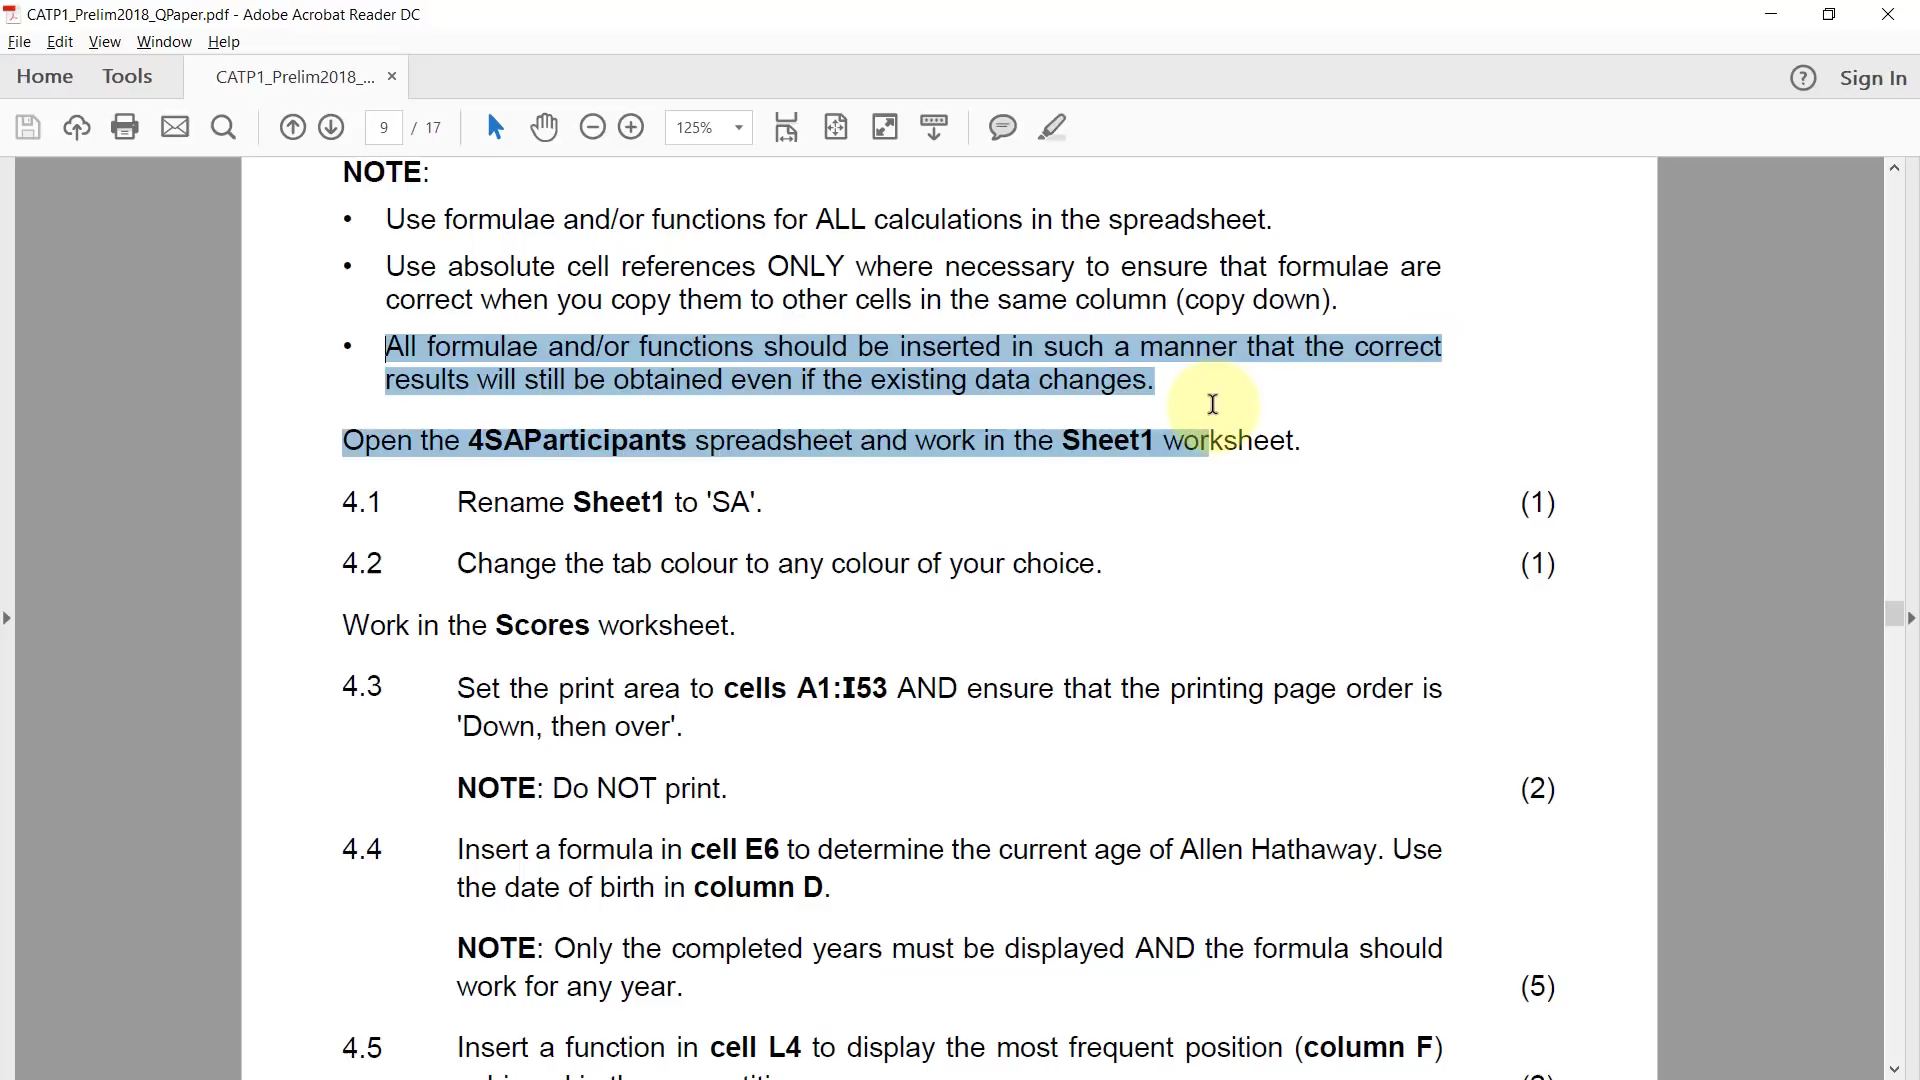 CATP1_Prelim2018_QPaper.pdf - Adobe Acrobat Reader DC
File Edit View Window Help
Home Tools CATP1_Prelim2018_... × ? Sign In
9 / 17 125%
NOTE:
• Use formulae and/or functions for ALL calculations in the spreadsheet.
• Use absolute cell references ONLY where necessary to ensure that formulae are
correct when you copy them to other cells in the same column (copy down).
• All formulae and/or functions should be inserted in such a manner that the correct
results will still be obtained even if the existing data changes.
Open the 4SAParticipants spreadsheet and work in the Sheet1 worksheet.
4.1 Rename Sheet1 to 'SA'. (1)
4.2 Change the tab colour to any colour of your choice. (1)
Work in the Scores worksheet.
4.3 Set the print area to cells A1:I53 AND ensure that the printing page order is
'Down, then over'.
NOTE: Do NOT print. (2)
4.4 Insert a formula in cell E6 to determine the current age of Allen Hathaway. Use
the date of birth in column D.
NOTE: Only the completed years must be displayed AND the formula should
work for any year. (5)
4.5 Insert a function in cell L4 to display the most frequent position (column F)